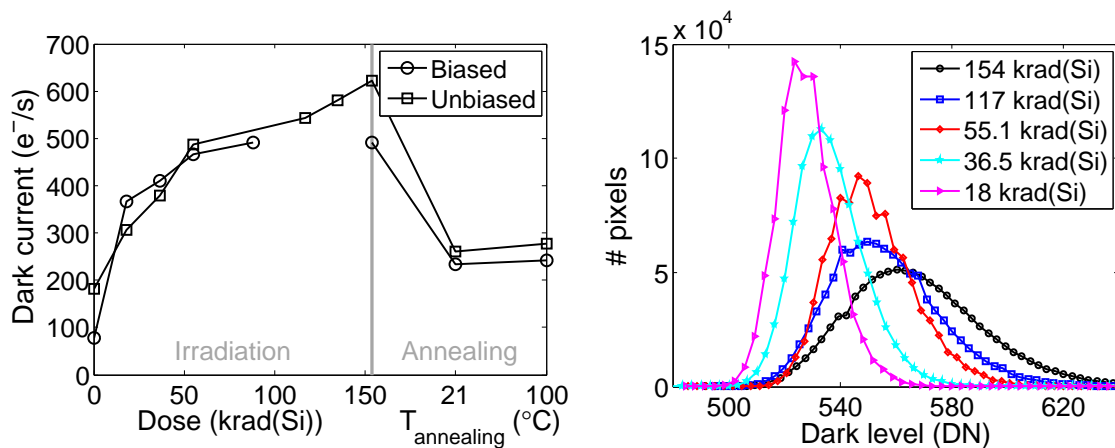 700
600
500
400
300
200
100
0
Dark current (e⁻/s)
Biased
Unbiased
Irradiation
Annealing
0 50 100 150 21 100
Dose (krad(Si)) T_annealing (°C)
x 10⁴
15
10
5
0
# pixels
154 krad(Si)
117 krad(Si)
55.1 krad(Si)
36.5 krad(Si)
18 krad(Si)
500 540 580 620
Dark level (DN)